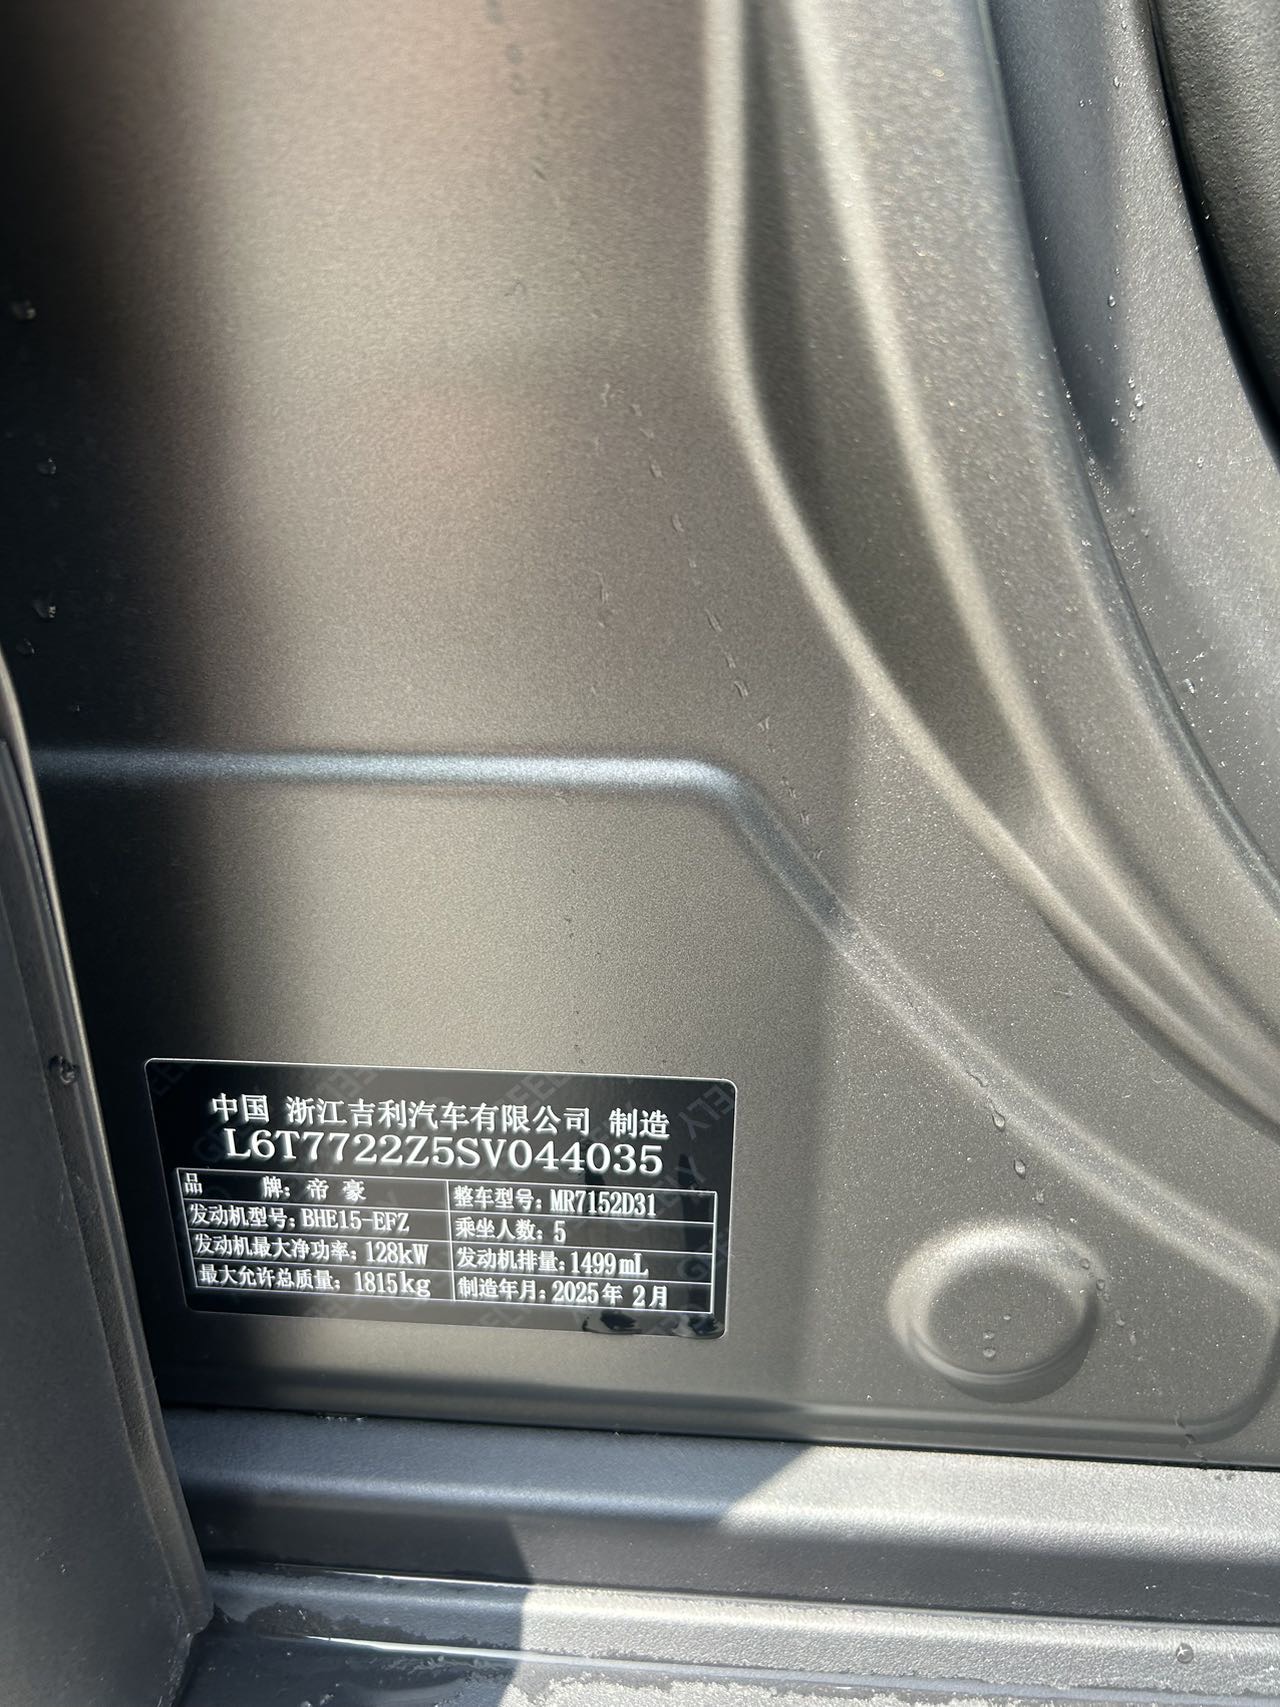 中国 浙江吉利汽车有限公司 制造
L6T7722Z5SV044035
品 牌：帝豪 整车型号：MR7152D31
发动机型号：BHE15-EFZ 乘坐人数：5
发动机最大净功率：128kW 发动机排量：1499mL
最大允许总质量：1815kg 制造年月：2025年 2月